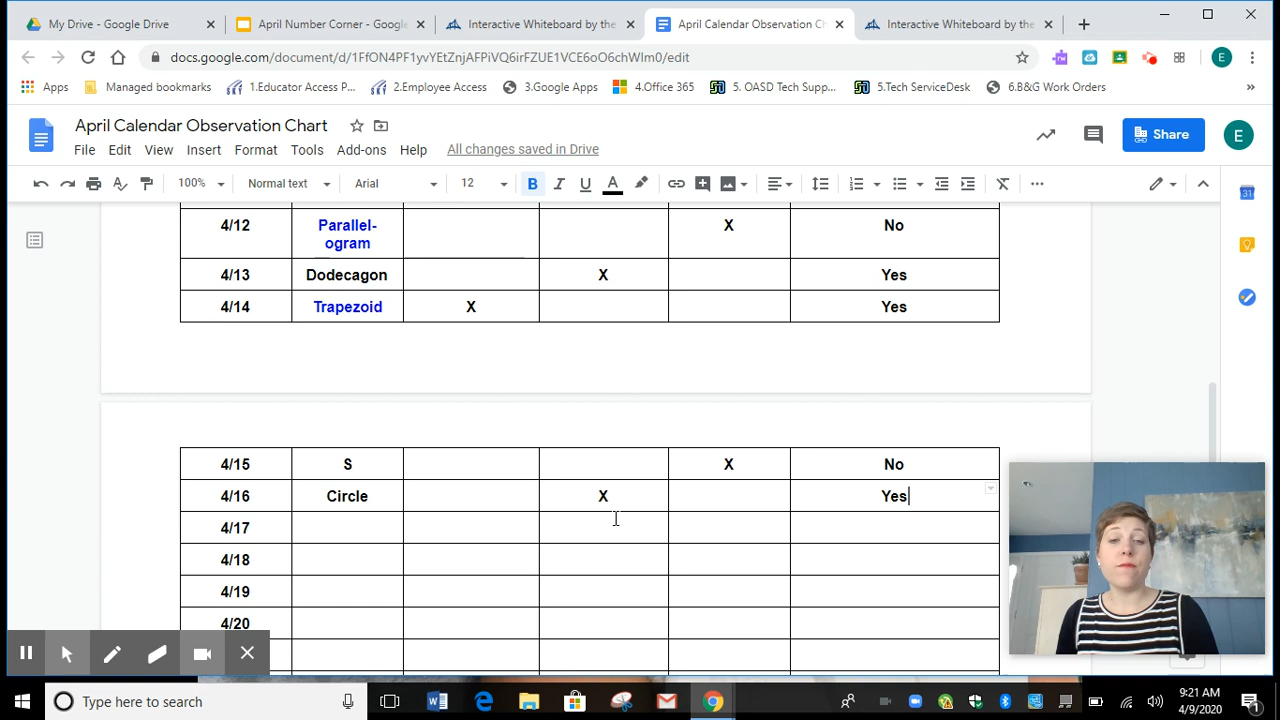 My Drive - Google Drive
April Number Corner - Google
Interactive Whiteboard by the
April Calendar Observation Ch
Interactive Whiteboard by the
docs.google.com/document/d/1EfON4PF1yvYEtZnjAFPiVQ6irFZUE1VCE6oO6chWlm0/edit
E
Apps
Managed bookmarks
1.Educator Access P...
2.Employee Access
3.Google Apps
4.Office 365
5. OASD Tech Supp...
5.Tech ServiceDesk
6.B&G Work Orders
»
April Calendar Observation Chart
File Edit View Insert Format Tools Add-ons Help All changes saved in Drive
Share
E
100% Normal text Arial 12 B I U A
31
4/12 Parallel- X No
ogram
4/13 Dodecagon X Yes
4/14 Trapezoid X Yes
4/15 S X No
4/16 Circle X Yes
4/17
4/18
4/19
4/20
Type here to search
9:21 AM
4/9/2020
1